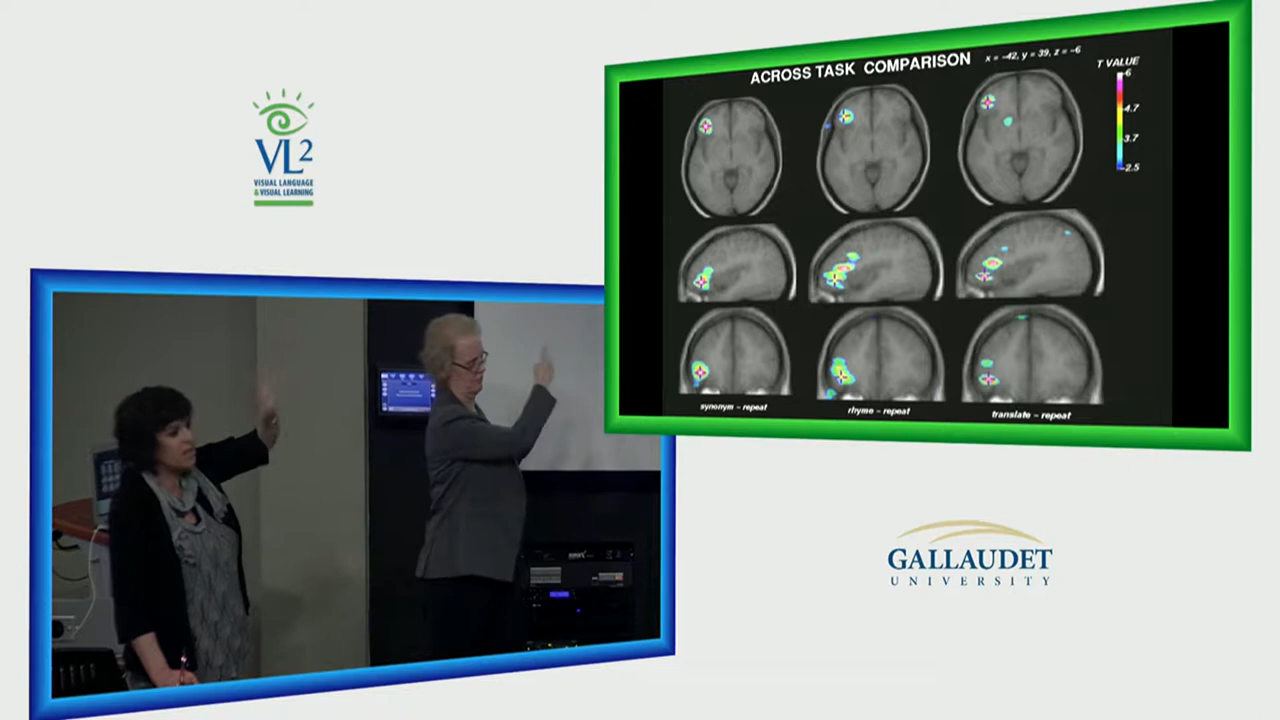 ACROSS TASK COMPARISON
x = –42, y = 39, z = –6
T VALUE
6
4.7
3.7
2.5
synonym – repeat
rhyme – repeat
translate – repeat
VL2
VISUAL LANGUAGE
& VISUAL LEARNING
GALLAUDET
UNIVERSITY